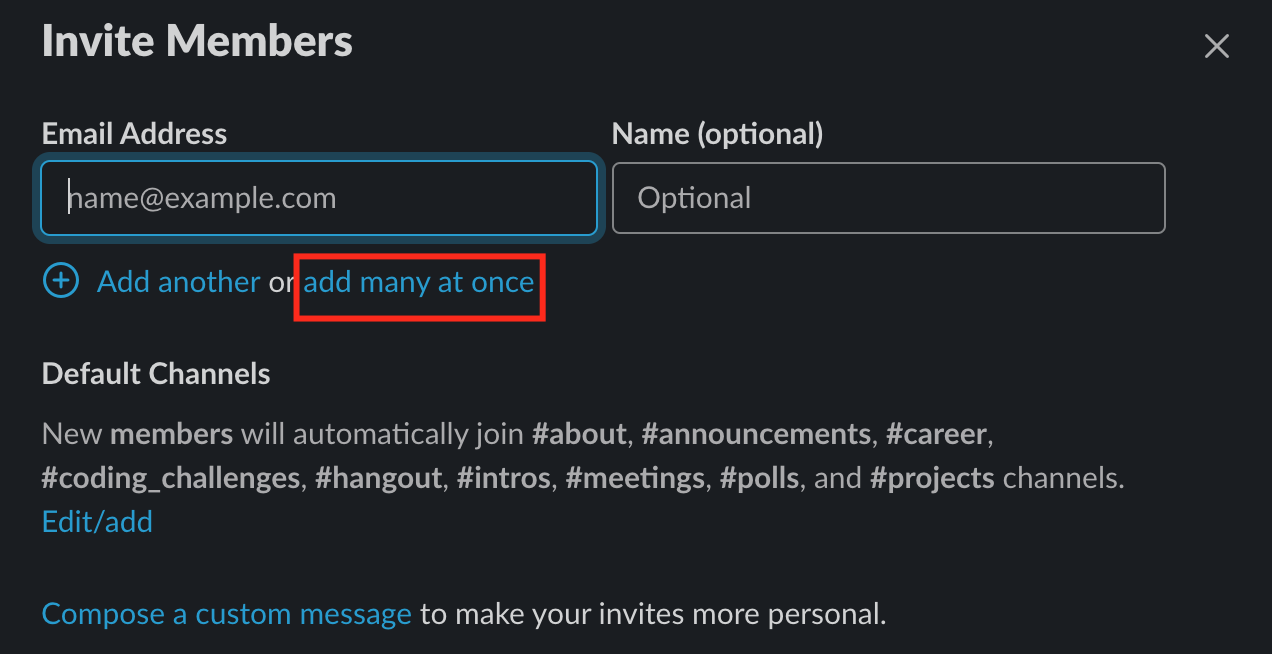 Invite Members
Email Address
Name (optional)
name@example.com
Optional
Add another or add many at once
Default Channels
New members will automatically join #about, #announcements, #career,
#coding_challenges, #hangout, #intros, #meetings, #polls, and #projects channels.
Edit/add
Compose a custom message to make your invites more personal.